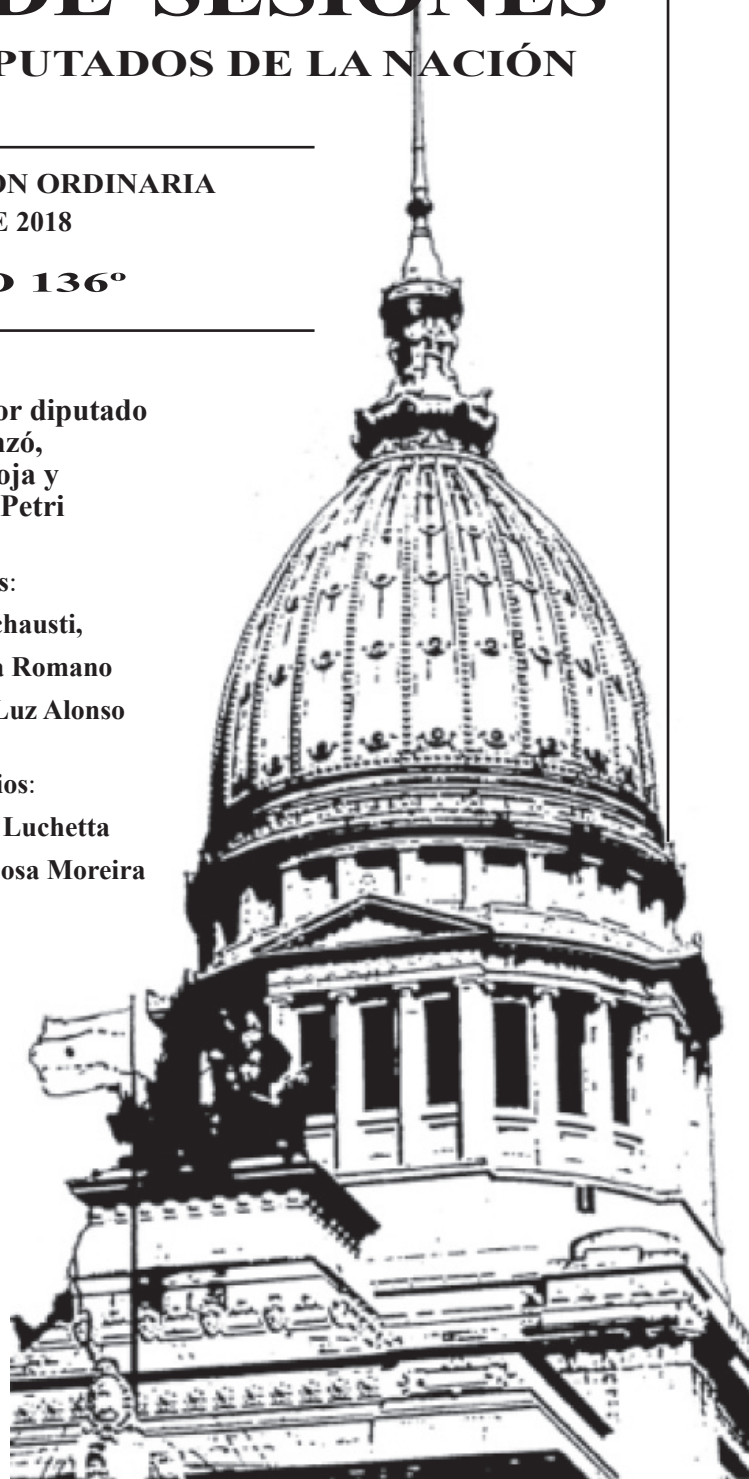 DE SESIONES
PUTADOS DE LA NACIÓN
ÓN ORDINARIA
E 2018
O 136º
or diputado
nzó,
oja y
Petri
s:
chausti,
a Romano
Luz Alonso
ios:
Luchetta
osa Moreira